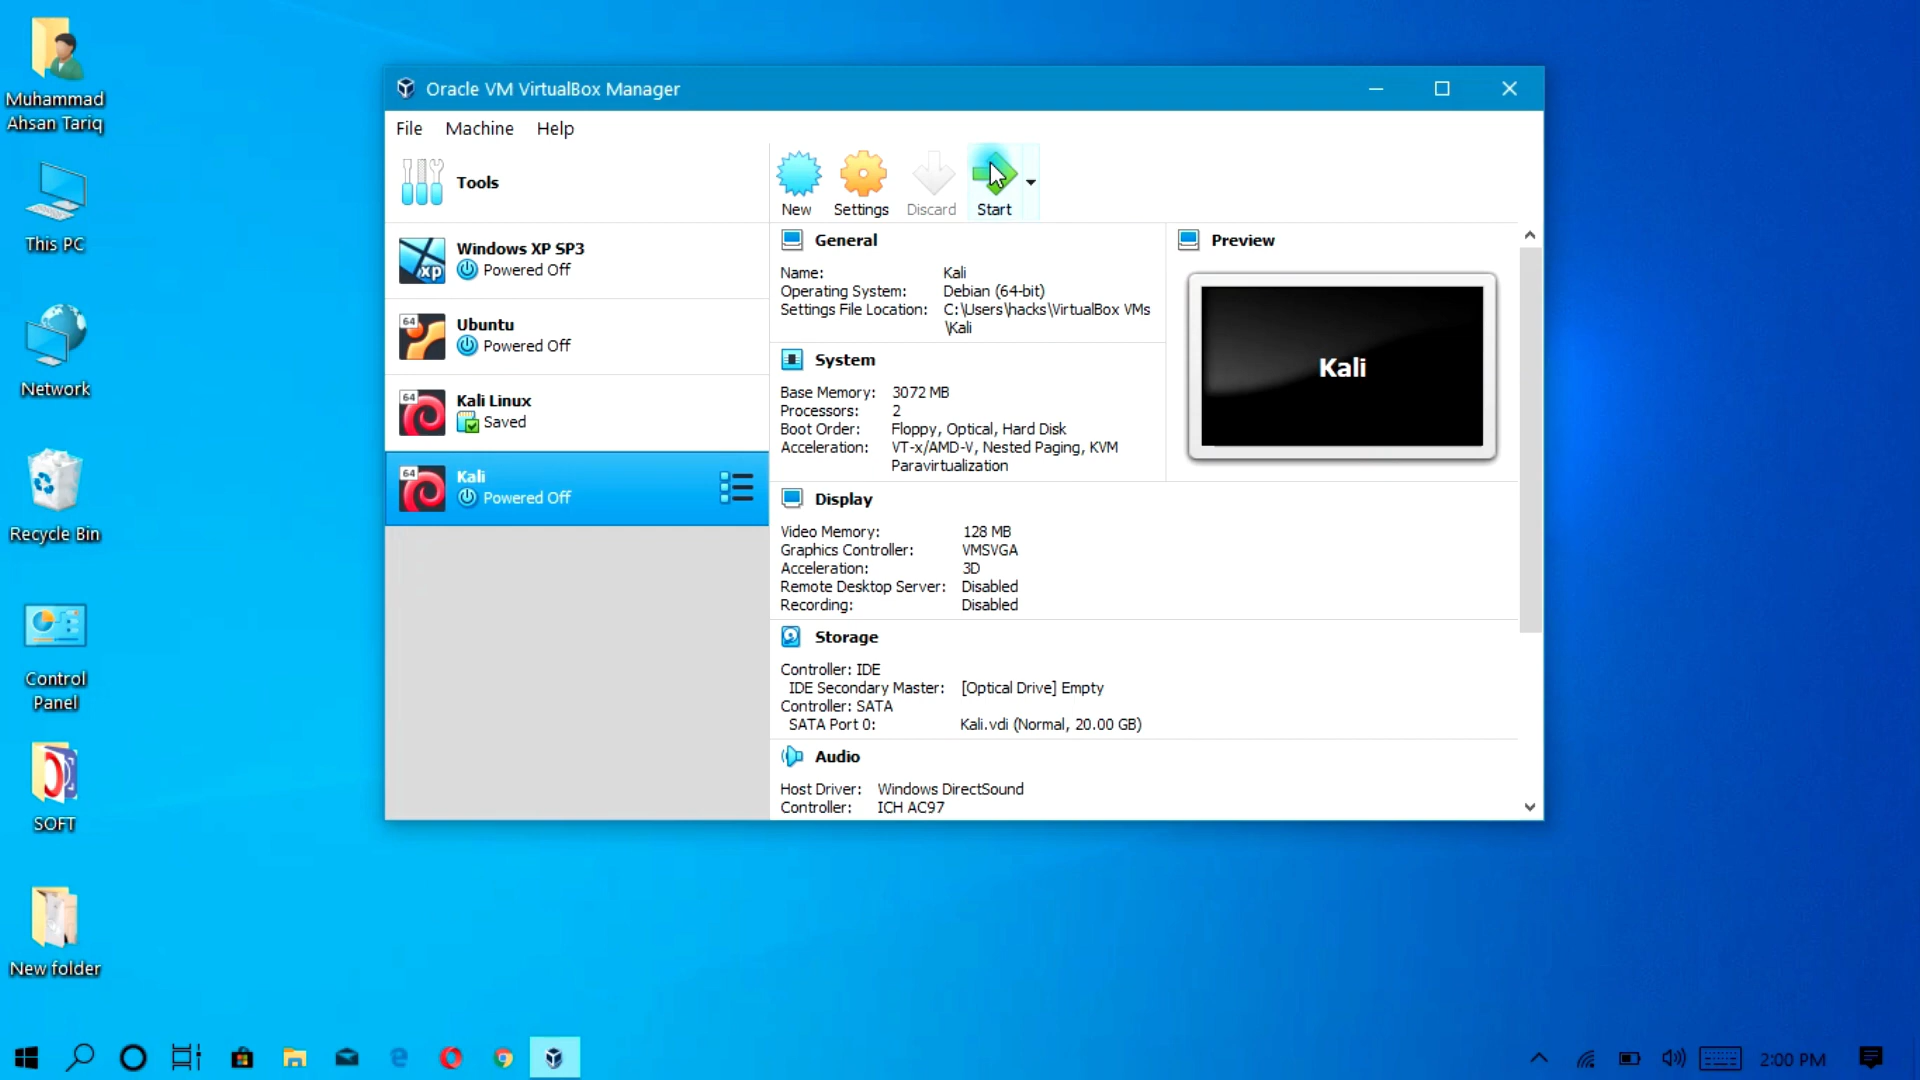 Muhammad
Ahsan Tariq
This PC
Network
Recycle Bin
Control
Panel
SOFT
New folder
Oracle VM VirtualBox Manager
File Machine Help
Tools
New Settings Discard Start
Windows XP SP3
xp
Powered Off
64
Ubuntu
Powered Off
64
Kali Linux
Saved
64
Kali
Powered Off
General
Name: Kali
Operating System: Debian (64-bit)
Settings File Location: C:\Users\hacks\VirtualBox VMs
\Kali
Preview
Kali
System
Base Memory: 3072 MB
Processors: 2
Boot Order: Floppy, Optical, Hard Disk
Acceleration: VT-x/AMD-V, Nested Paging, KVM
Paravirtualization
Display
Video Memory: 128 MB
Graphics Controller: VMSVGA
Acceleration: 3D
Remote Desktop Server: Disabled
Recording: Disabled
Storage
Controller: IDE
IDE Secondary Master: [Optical Drive] Empty
Controller: SATA
SATA Port 0: Kali.vdi (Normal, 20.00 GB)
Audio
Host Driver: Windows DirectSound
Controller: ICH AC97
2:00 PM